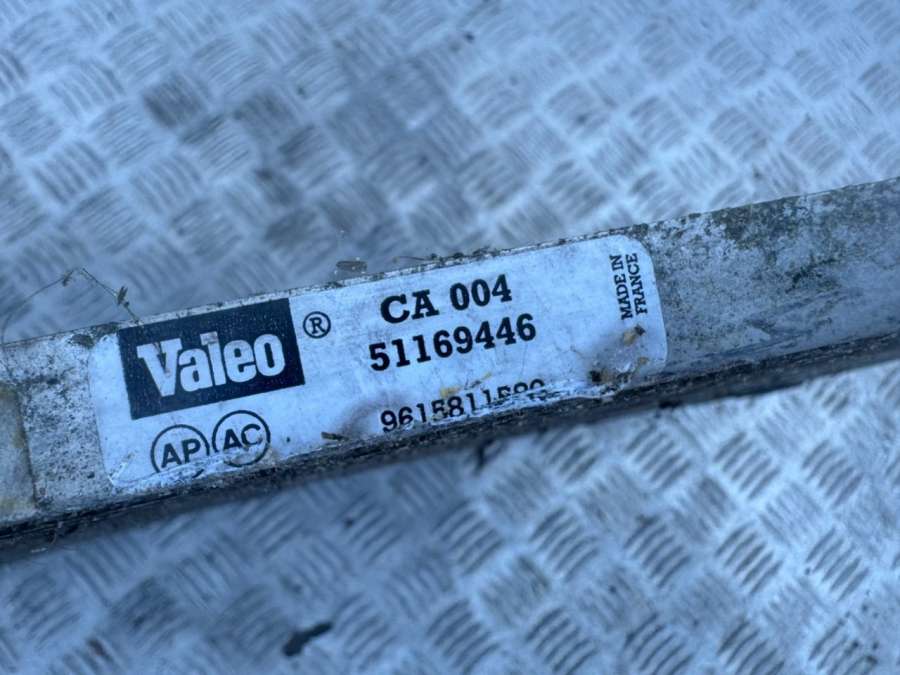 Valeo ®
CA 004
51169446
MADE IN
FRANCE
AP AC